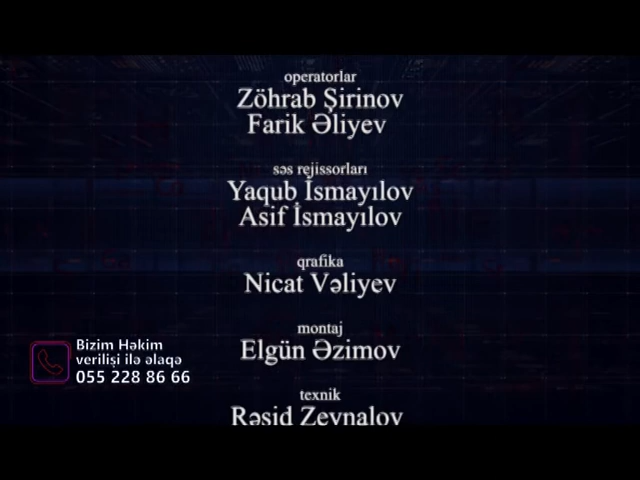 operatorlar
Zöhrab Şirinov
Farik Əliyev
səs rejissorları
Yaqub İsmayılov
Asif İsmayılov
qrafika
Nicat Vəliyev
montaj
Elgün Əzimov
texnik
Rəşid Zeynalov
Bizim Həkim
verilişi ilə əlaqə
055 228 86 66